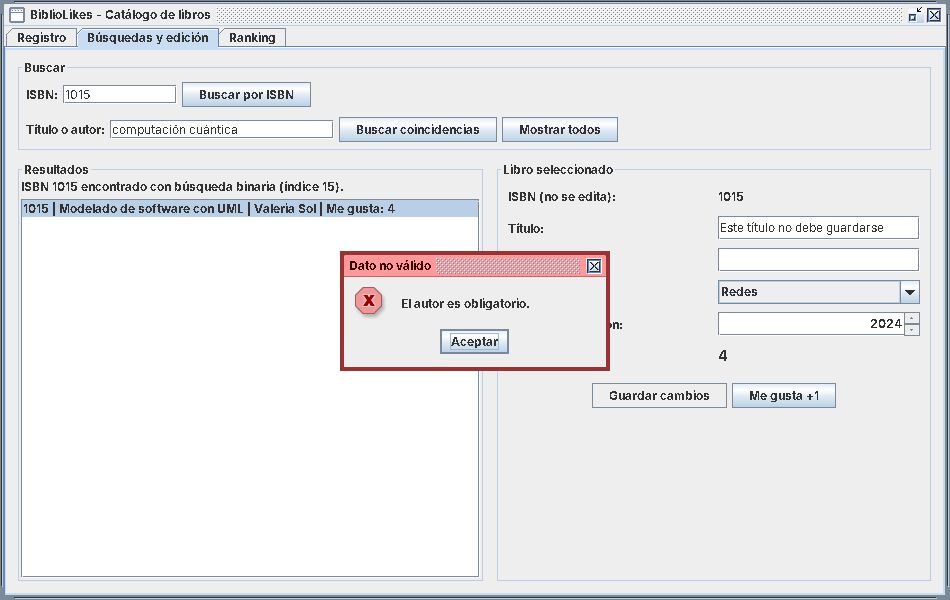 BiblioLikes - Catálogo de libros
Registro
Búsquedas y edición
Ranking
Buscar
ISBN: 1015 Buscar por ISBN
Título o autor: computación cuántica Buscar coincidencias Mostrar todos
Resultados
ISBN 1015 encontrado con búsqueda binaria (índice 15).
1015 | Modelado de software con UML | Valeria Sol | Me gusta: 4
Libro seleccionado
ISBN (no se edita): 1015
Título: Este título no debe guardarse
Redes
n: 2024
4
Guardar cambios Me gusta +1
Dato no válido
X
El autor es obligatorio.
Aceptar